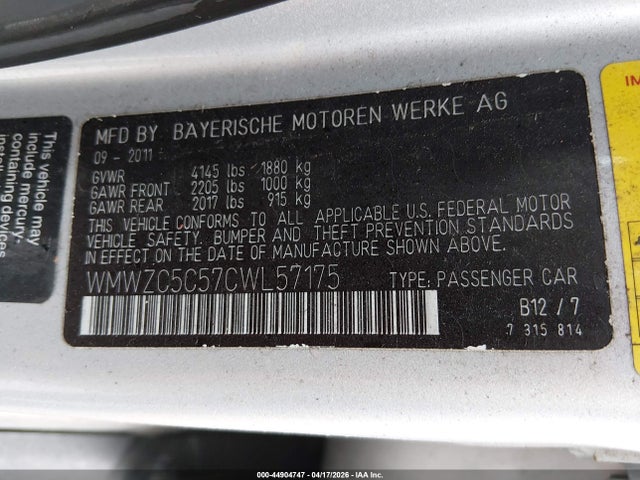 This vehicle may
include mercury-
containing devices
MFD BY BAYERISCHE MOTOREN WERKE AG
09 - 2011
GVWR 4145 lbs 1880 kg
GAWR FRONT 2205 lbs 1000 kg
GAWR REAR 2017 lbs 915 kg
THIS VEHICLE CONFORMS TO ALL APPLICABLE U.S. FEDERAL MOTOR
VEHICLE SAFETY, BUMPER AND THEFT PREVENTION STANDARDS
IN EFFECT ON THE DATE OF MANUFACTURE SHOWN ABOVE.
WMWZC5C57CWL57175 TYPE: PASSENGER CAR
B12 / 7
7 315 814
IM
000-44904747 - 04/17/2026 - IAA Inc.